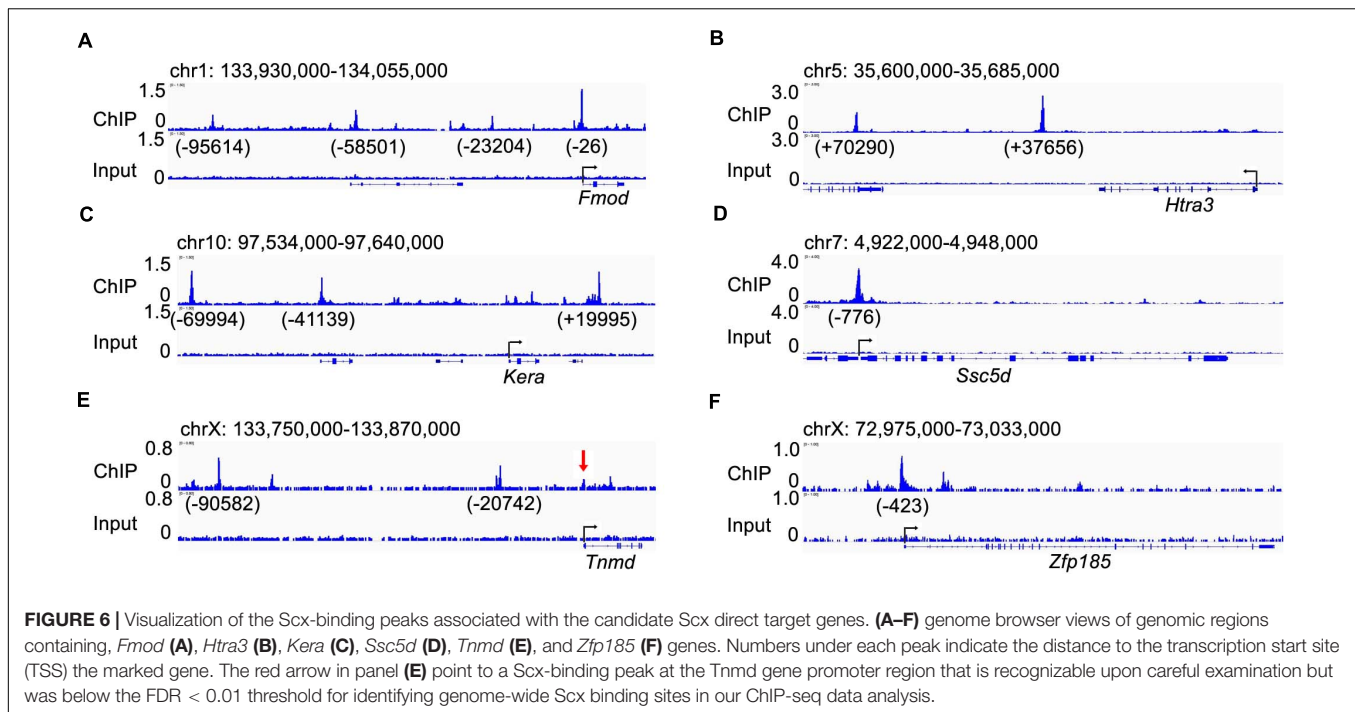 A
chr1: 133,930,000-134,055,000
1.5
ChIP
0
(-95614) (-58501) (-23204) (-26)
1.5
Input
0
Fmod
B
chr5: 35,600,000-35,685,000
3.0
ChIP
0
(+70290) (+37656)
3.0
Input
0
Htra3
C
chr10: 97,534,000-97,640,000
1.5
ChIP
0
(-69994) (-41139) (+19995)
1.5
Input
0
Kera
D
chr7: 4,922,000-4,948,000
4.0
ChIP
0
(-776)
4.0
Input
0
Ssc5d
E
chrX: 133,750,000-133,870,000
0.8
ChIP
0
(-90582) (-20742)
0.8
Input
0
Tnmd
F
chrX: 72,975,000-73,033,000
1.0
ChIP
0
(-423)
1.0
Input
0
Zfp185
FIGURE 6 | Visualization of the Scx-binding peaks associated with the candidate Scx direct target genes. (A–F) genome browser views of genomic regions
containing, Fmod (A), Htra3 (B), Kera (C), Ssc5d (D), Tnmd (E), and Zfp185 (F) genes. Numbers under each peak indicate the distance to the transcription start site
(TSS) the marked gene. The red arrow in panel (E) point to a Scx-binding peak at the Tnmd gene promoter region that is recognizable upon careful examination but
was below the FDR < 0.01 threshold for identifying genome-wide Scx binding sites in our ChIP-seq data analysis.